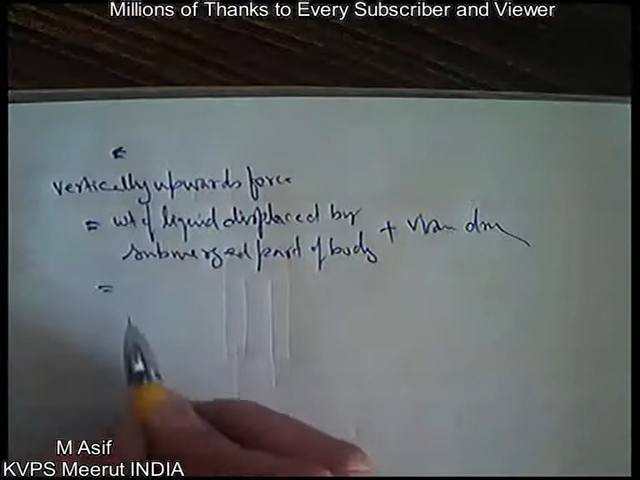 Millions of Thanks to Every Subscriber and Viewer
vertically upwards force
= wt of liquid displaced by
submerged part of body +
=
M Asif
KVPS Meerut INDIA